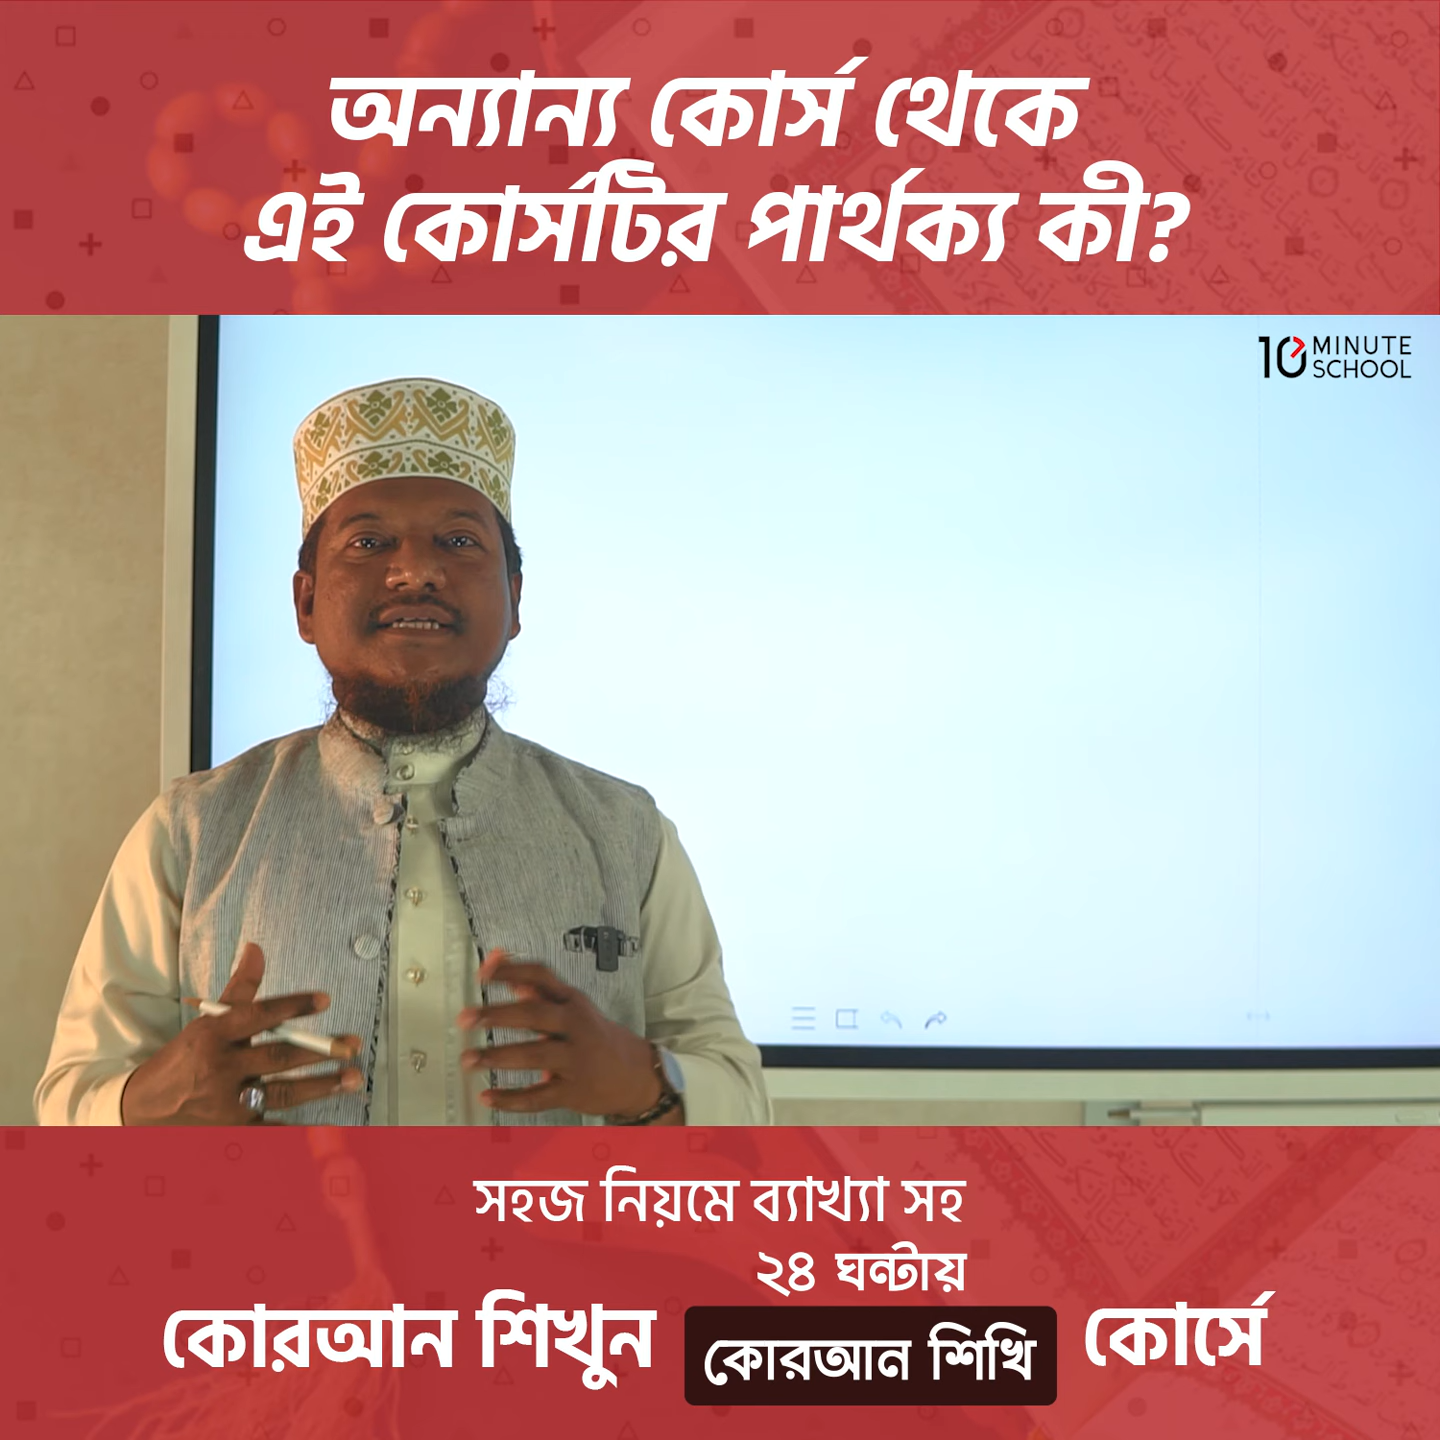 অন্যান্য কোর্স থেকে
এই কোর্সটির পার্থক্য কী?
10 MINUTE
SCHOOL
সহজ নিয়মে ব্যাখ্যা সহ
২৪ ঘন্টায়
কোরআন শিখুন কোরআন শিখি কোর্সে